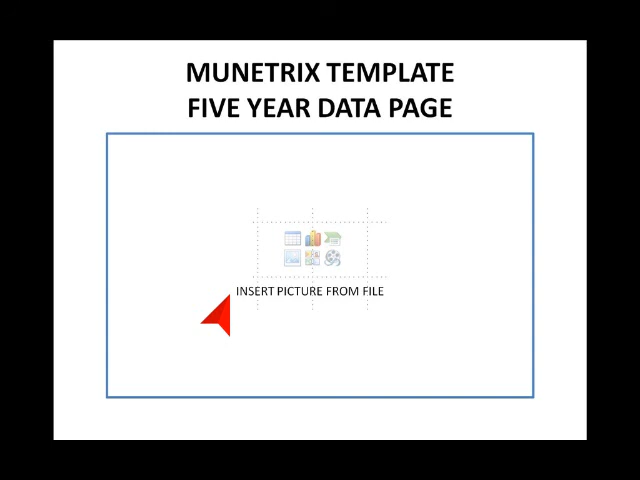 MUNETRIX TEMPLATE
FIVE YEAR DATA PAGE
INSERT PICTURE FROM FILE